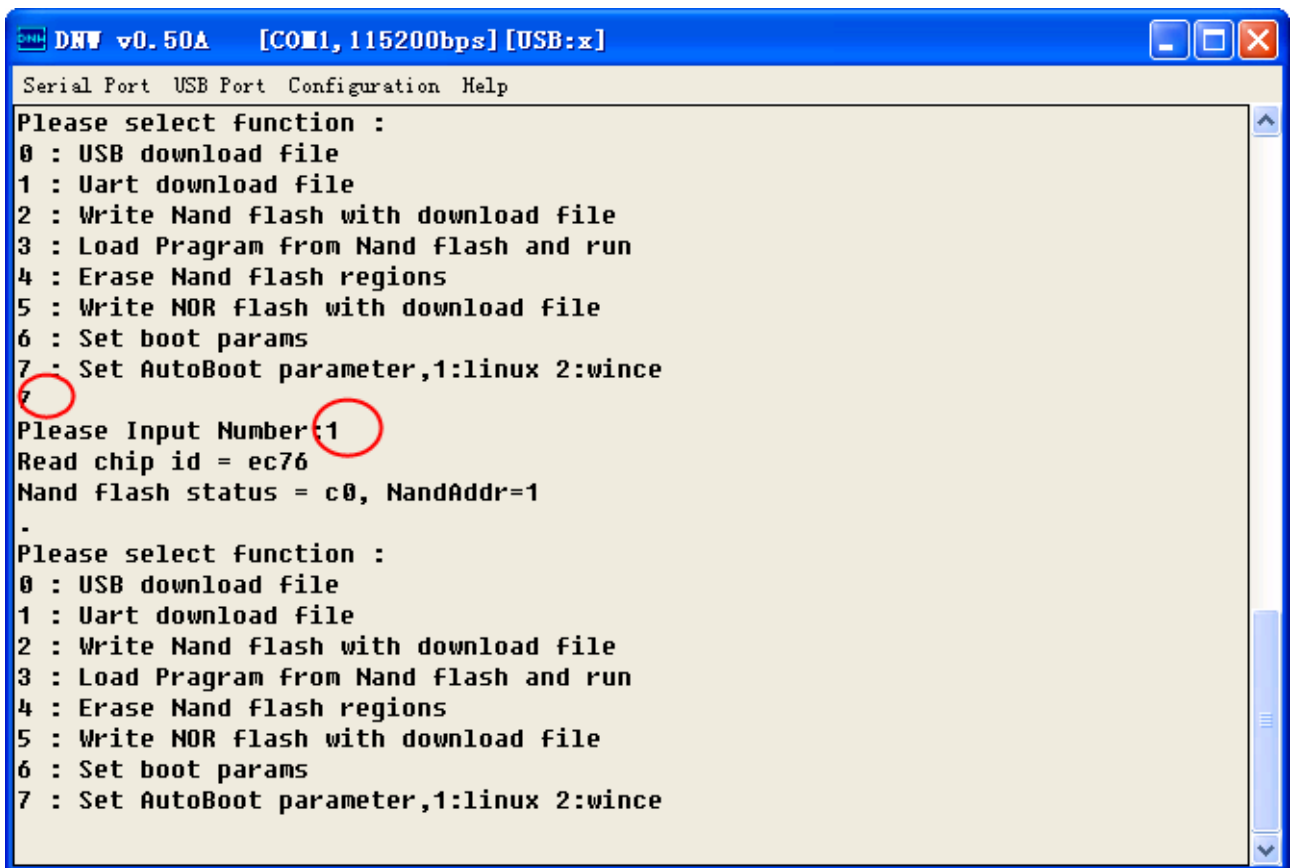 DNW v0.50A [COM1,115200bps][USB:x]
Serial Port USB Port Configuration Help
Please select function :
0 : USB download file
1 : Uart download file
2 : Write Nand flash with download file
3 : Load Pragram from Nand flash and run
4 : Erase Nand flash regions
5 : Write NOR flash with download file
6 : Set boot params
7 : Set AutoBoot parameter,1:linux 2:wince
7
Please Input Number:1
Read chip id = ec76
Nand flash status = c0, NandAddr=1
.
Please select function :
0 : USB download file
1 : Uart download file
2 : Write Nand flash with download file
3 : Load Pragram from Nand flash and run
4 : Erase Nand flash regions
5 : Write NOR flash with download file
6 : Set boot params
7 : Set AutoBoot parameter,1:linux 2:wince